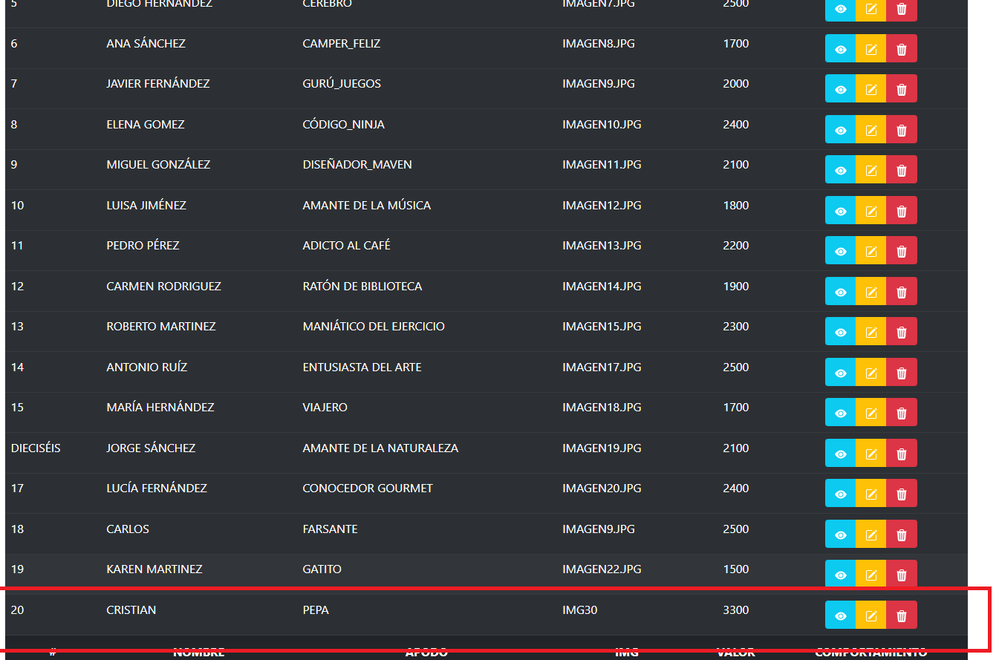 5 DIEGO HERNÁNDEZ CEREBRO IMAGEN7.JPG 2500
6 ANA SÁNCHEZ CAMPER_FELIZ IMAGEN8.JPG 1700
7 JAVIER FERNÁNDEZ GURÚ_JUEGOS IMAGEN9.JPG 2000
8 ELENA GOMEZ CÓDIGO_NINJA IMAGEN10.JPG 2400
9 MIGUEL GONZÁLEZ DISEÑADOR_MAVEN IMAGEN11.JPG 2100
10 LUISA JIMÉNEZ AMANTE DE LA MÚSICA IMAGEN12.JPG 1800
11 PEDRO PÉREZ ADICTO AL CAFÉ IMAGEN13.JPG 2200
12 CARMEN RODRIGUEZ RATÓN DE BIBLIOTECA IMAGEN14.JPG 1900
13 ROBERTO MARTINEZ MANIÁTICO DEL EJERCICIO IMAGEN15.JPG 2300
14 ANTONIO RUÍZ ENTUSIASTA DEL ARTE IMAGEN17.JPG 2500
15 MARÍA HERNÁNDEZ VIAJERO IMAGEN18.JPG 1700
DIECISÉIS JORGE SÁNCHEZ AMANTE DE LA NATURALEZA IMAGEN19.JPG 2100
17 LUCÍA FERNÁNDEZ CONOCEDOR GOURMET IMAGEN20.JPG 2400
18 CARLOS FARSANTE IMAGEN9.JPG 2500
19 KAREN MARTINEZ GATITO IMAGEN22.JPG 1500
20 CRISTIAN PEPA IMG30 3300
# NOMBRE APODO IMG VALOR COMPORTAMIENTO